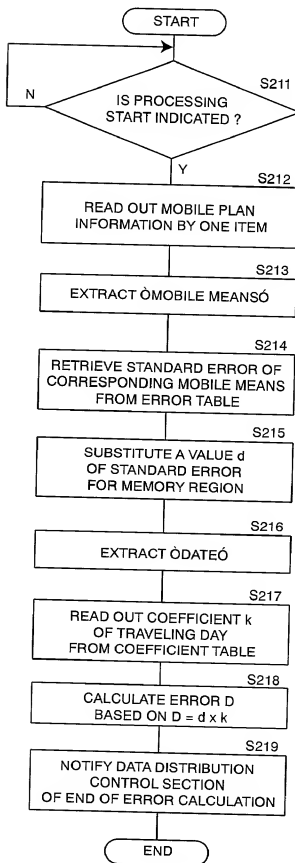 START
S211
N
IS PROCESSING
START INDICATED ?
Y
S212
READ OUT MOBILE PLAN
INFORMATION BY ONE ITEM
S213
EXTRACT ÒMOBILE MEANSÓ
S214
RETRIEVE STANDARD ERROR OF
CORRESPONDING MOBILE MEANS
FROM ERROR TABLE
S215
SUBSTITUTE A VALUE d
OF STANDARD ERROR
FOR MEMORY REGION
S216
EXTRACT ÒDATEÓ
S217
READ OUT COEFFICIENT k
OF TRAVELING DAY
FROM COEFFICIENT TABLE
S218
CALCULATE ERROR D
BASED ON D = d x k
S219
NOTIFY DATA DISTRIBUTION
CONTROL SECTION
OF END OF ERROR CALCULATION
END